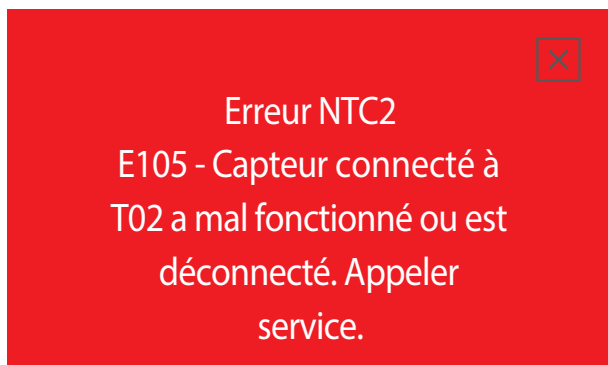 Erreur NTC2
E105 - Capteur connecté à
T02 a mal fonctionné ou est
déconnecté. Appeler
service.